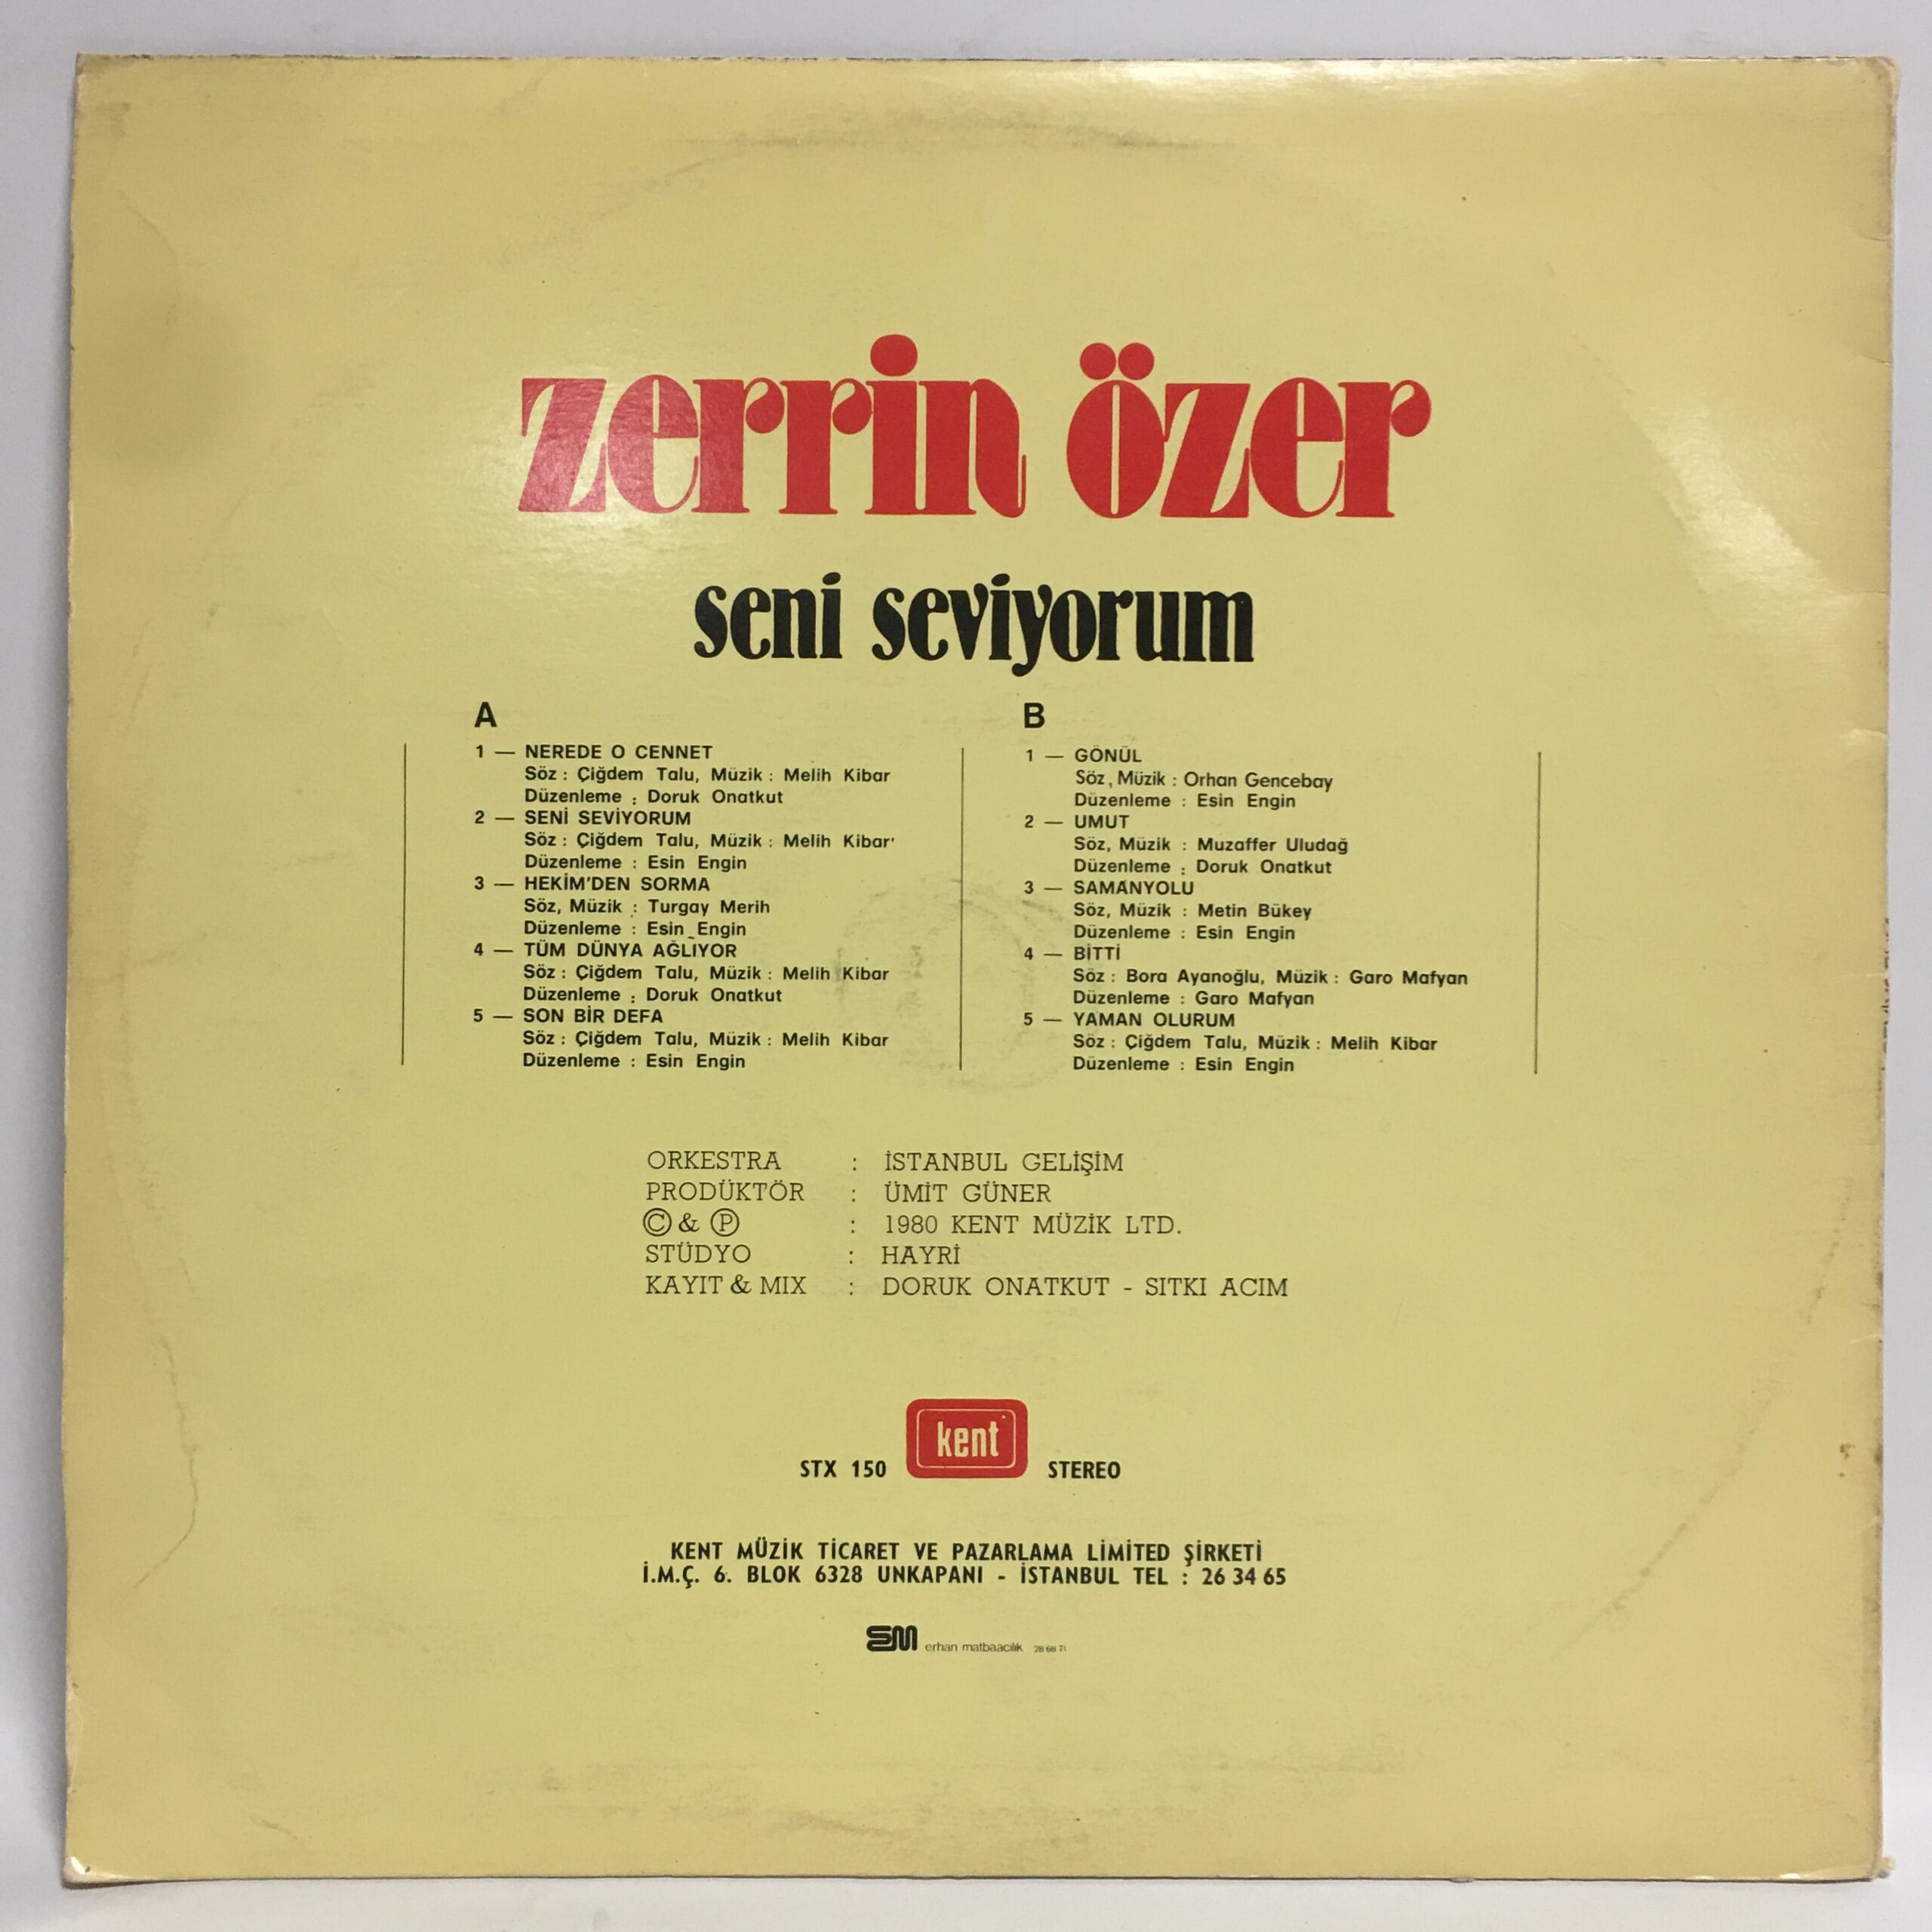 zerrin özer
seni seviyorum
A
1 — NEREDE O CENNET
Söz : Çiğdem Talu, Müzik : Melih Kibar
Düzenleme : Doruk Onatkut
2 — SENİ SEVİYORUM
Söz : Çiğdem Talu, Müzik : Melih Kibar
Düzenleme : Esin Engin
3 — HEKİM'DEN SORMA
Söz, Müzik : Turgay Merih
Düzenleme : Esin Engin
4 — TÜM DÜNYA AĞLIYOR
Söz : Çiğdem Talu, Müzik : Melih Kibar
Düzenleme : Doruk Onatkut
5 — SON BİR DEFA
Söz : Çiğdem Talu, Müzik : Melih Kibar
Düzenleme : Esin Engin
B
1 — GÖNÜL
Söz, Müzik : Orhan Gencebay
Düzenleme : Esin Engin
2 — UMUT
Söz, Müzik : Muzaffer Uludağ
Düzenleme : Doruk Onatkut
3 — SAMANYOLU
Söz, Müzik : Metin Bükey
Düzenleme : Esin Engin
4 — BİTTİ
Söz : Bora Ayanoğlu, Müzik : Garo Mafyan
Düzenleme : Garo Mafyan
5 — YAMAN OLURUM
Söz : Çiğdem Talu, Müzik : Melih Kibar
Düzenleme : Esin Engin
ORKESTRA : İSTANBUL GELİŞİM
PRODÜKTÖR : ÜMİT GÜNER
© & ℗ : 1980 KENT MÜZİK LTD.
STÜDYO : HAYRİ
KAYIT & MIX : DORUK ONATKUT - SITKI ACIM
kent
STX 150 STEREO
KENT MÜZİK TİCARET VE PAZARLAMA LİMİTED ŞİRKETİ
İ.M.Ç. 6. BLOK 6328 UNKAPANI - İSTANBUL TEL : 26 34 65
erhan matbaacılık 28 68 71